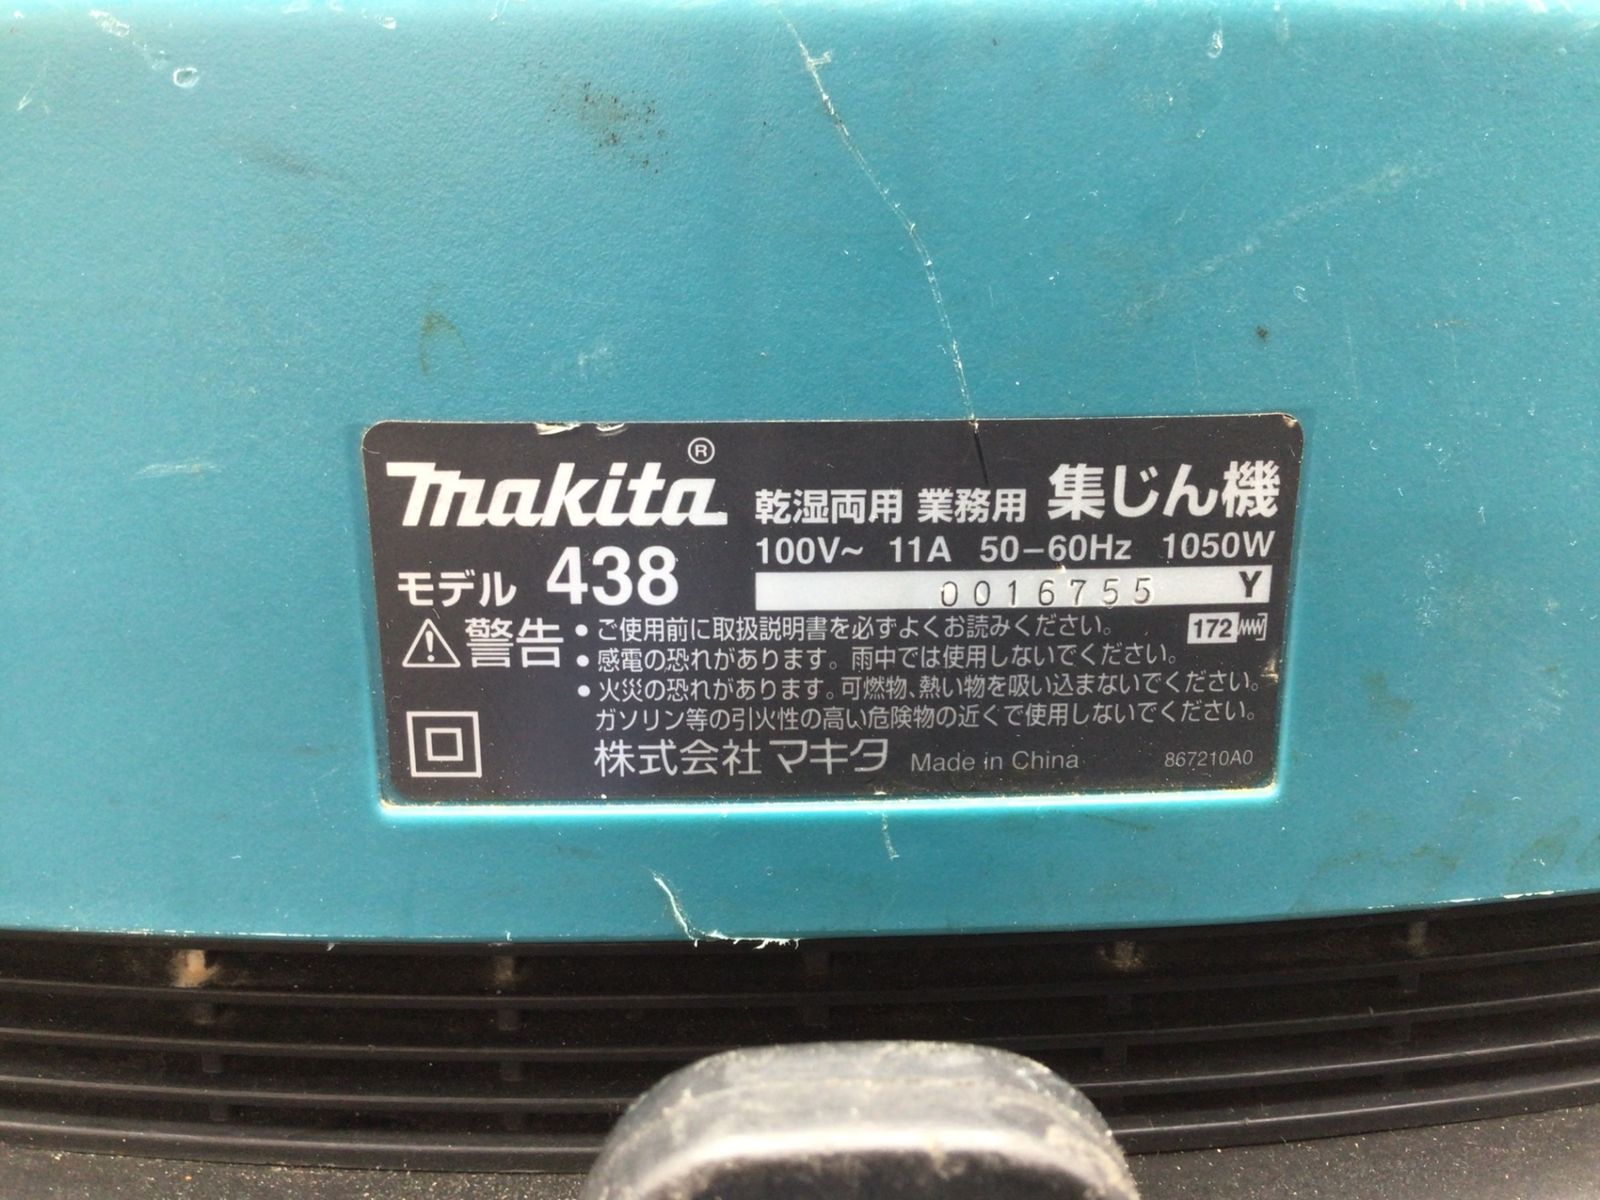 makita®
乾湿両用 業務用 集じん機
モデル 438
100V~ 11A 50-60Hz 1050W
0016755 Y
172
警告
• ご使用前に取扱説明書を必ずよくお読みください。
• 感電の恐れがあります。雨中では使用しないでください。
• 火災の恐れがあります。可燃物、熱い物を吸い込まないでください。
ガソリン等の引火性の高い危険物の近くで使用しないでください。
株式会社 マキタ Made in China 867210A0